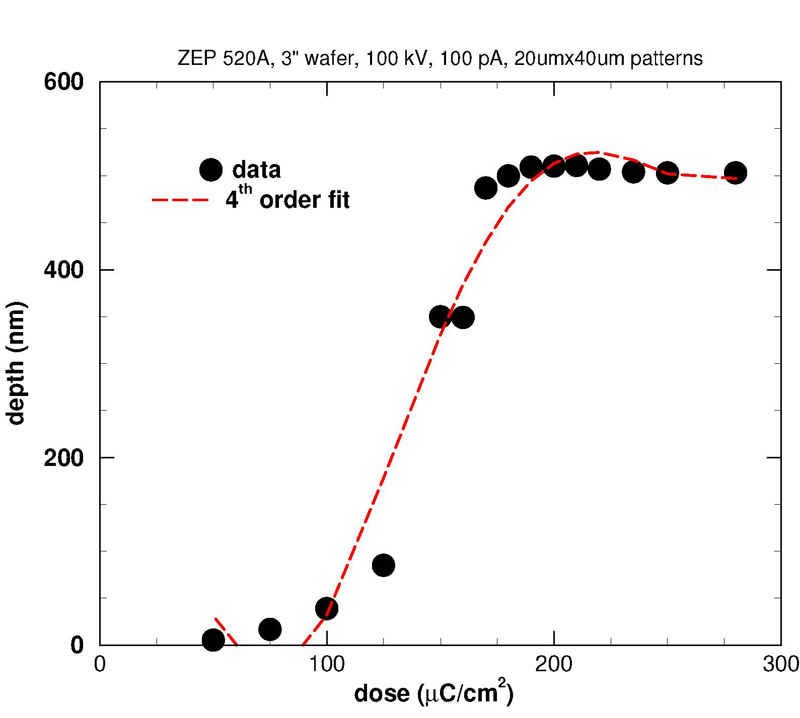 ZEP 520A, 3" wafer, 100 kV, 100 pA, 20umx40um patterns
600
data
4th order fit
400
depth (nm)
200
0
0 100 200 300
dose (μC/cm2)